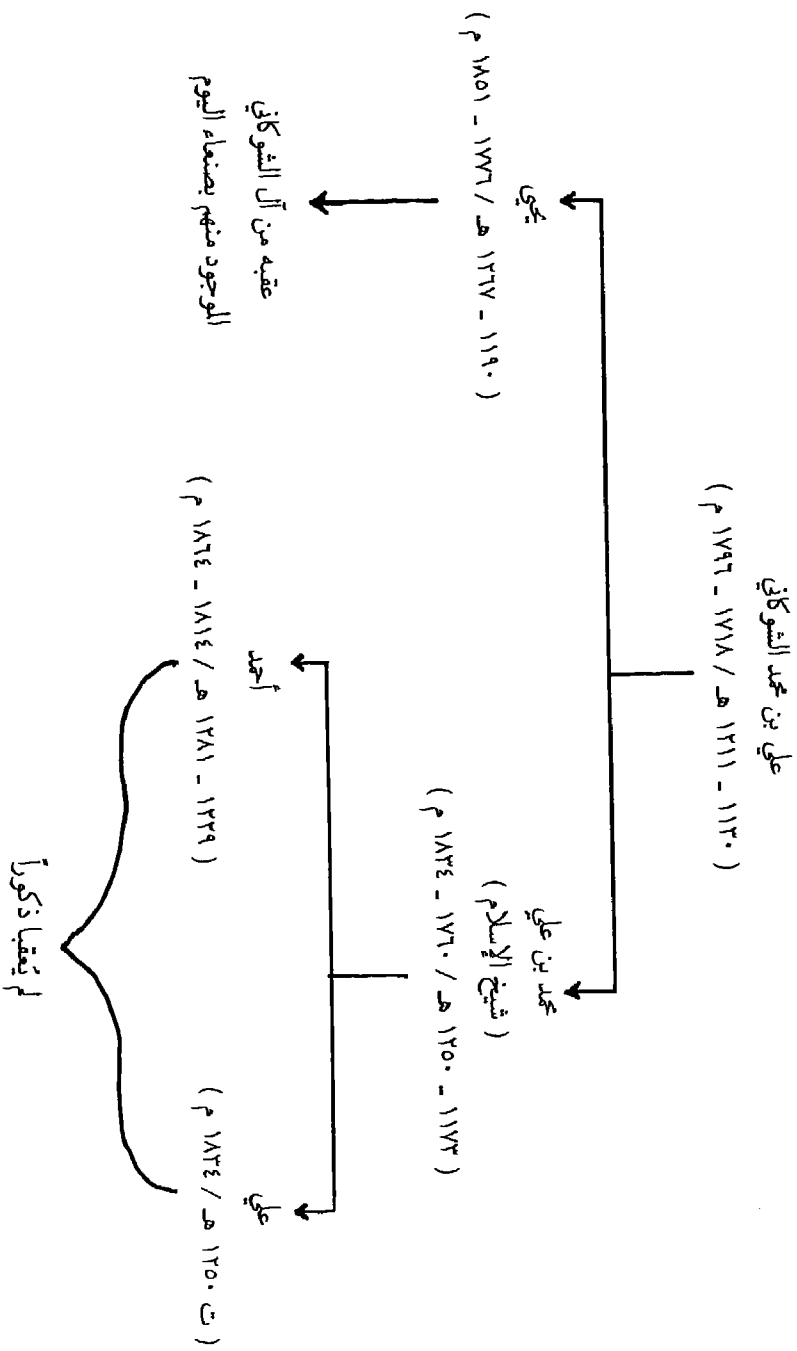 علي بن محمد الشوكاني
( ١١٣٠ - ١٢١١ هـ / ١٧١٨ - ١٧٩٦ م )
محمد بن علي
( شيخ الإسلام )
( ١١٧٣ - ١٢٥٠ هـ / ١٧٦٠ - ١٨٣٤ م )
يحيى
( ١١٩٠ - ١٢٦٧ هـ / ١٧٧٦ - ١٨٥١ م )
علي
( ت ١٢٥٠ هـ / ١٨٣٤ م )
أحمد
( ١٢٢٩ - ١٢٨١ هـ / ١٨١٤ - ١٨٦٤ م )
عقبه من آل الشوكاني
الموجود منهم بصنعاء اليوم
لم يُعقبا ذكوراً